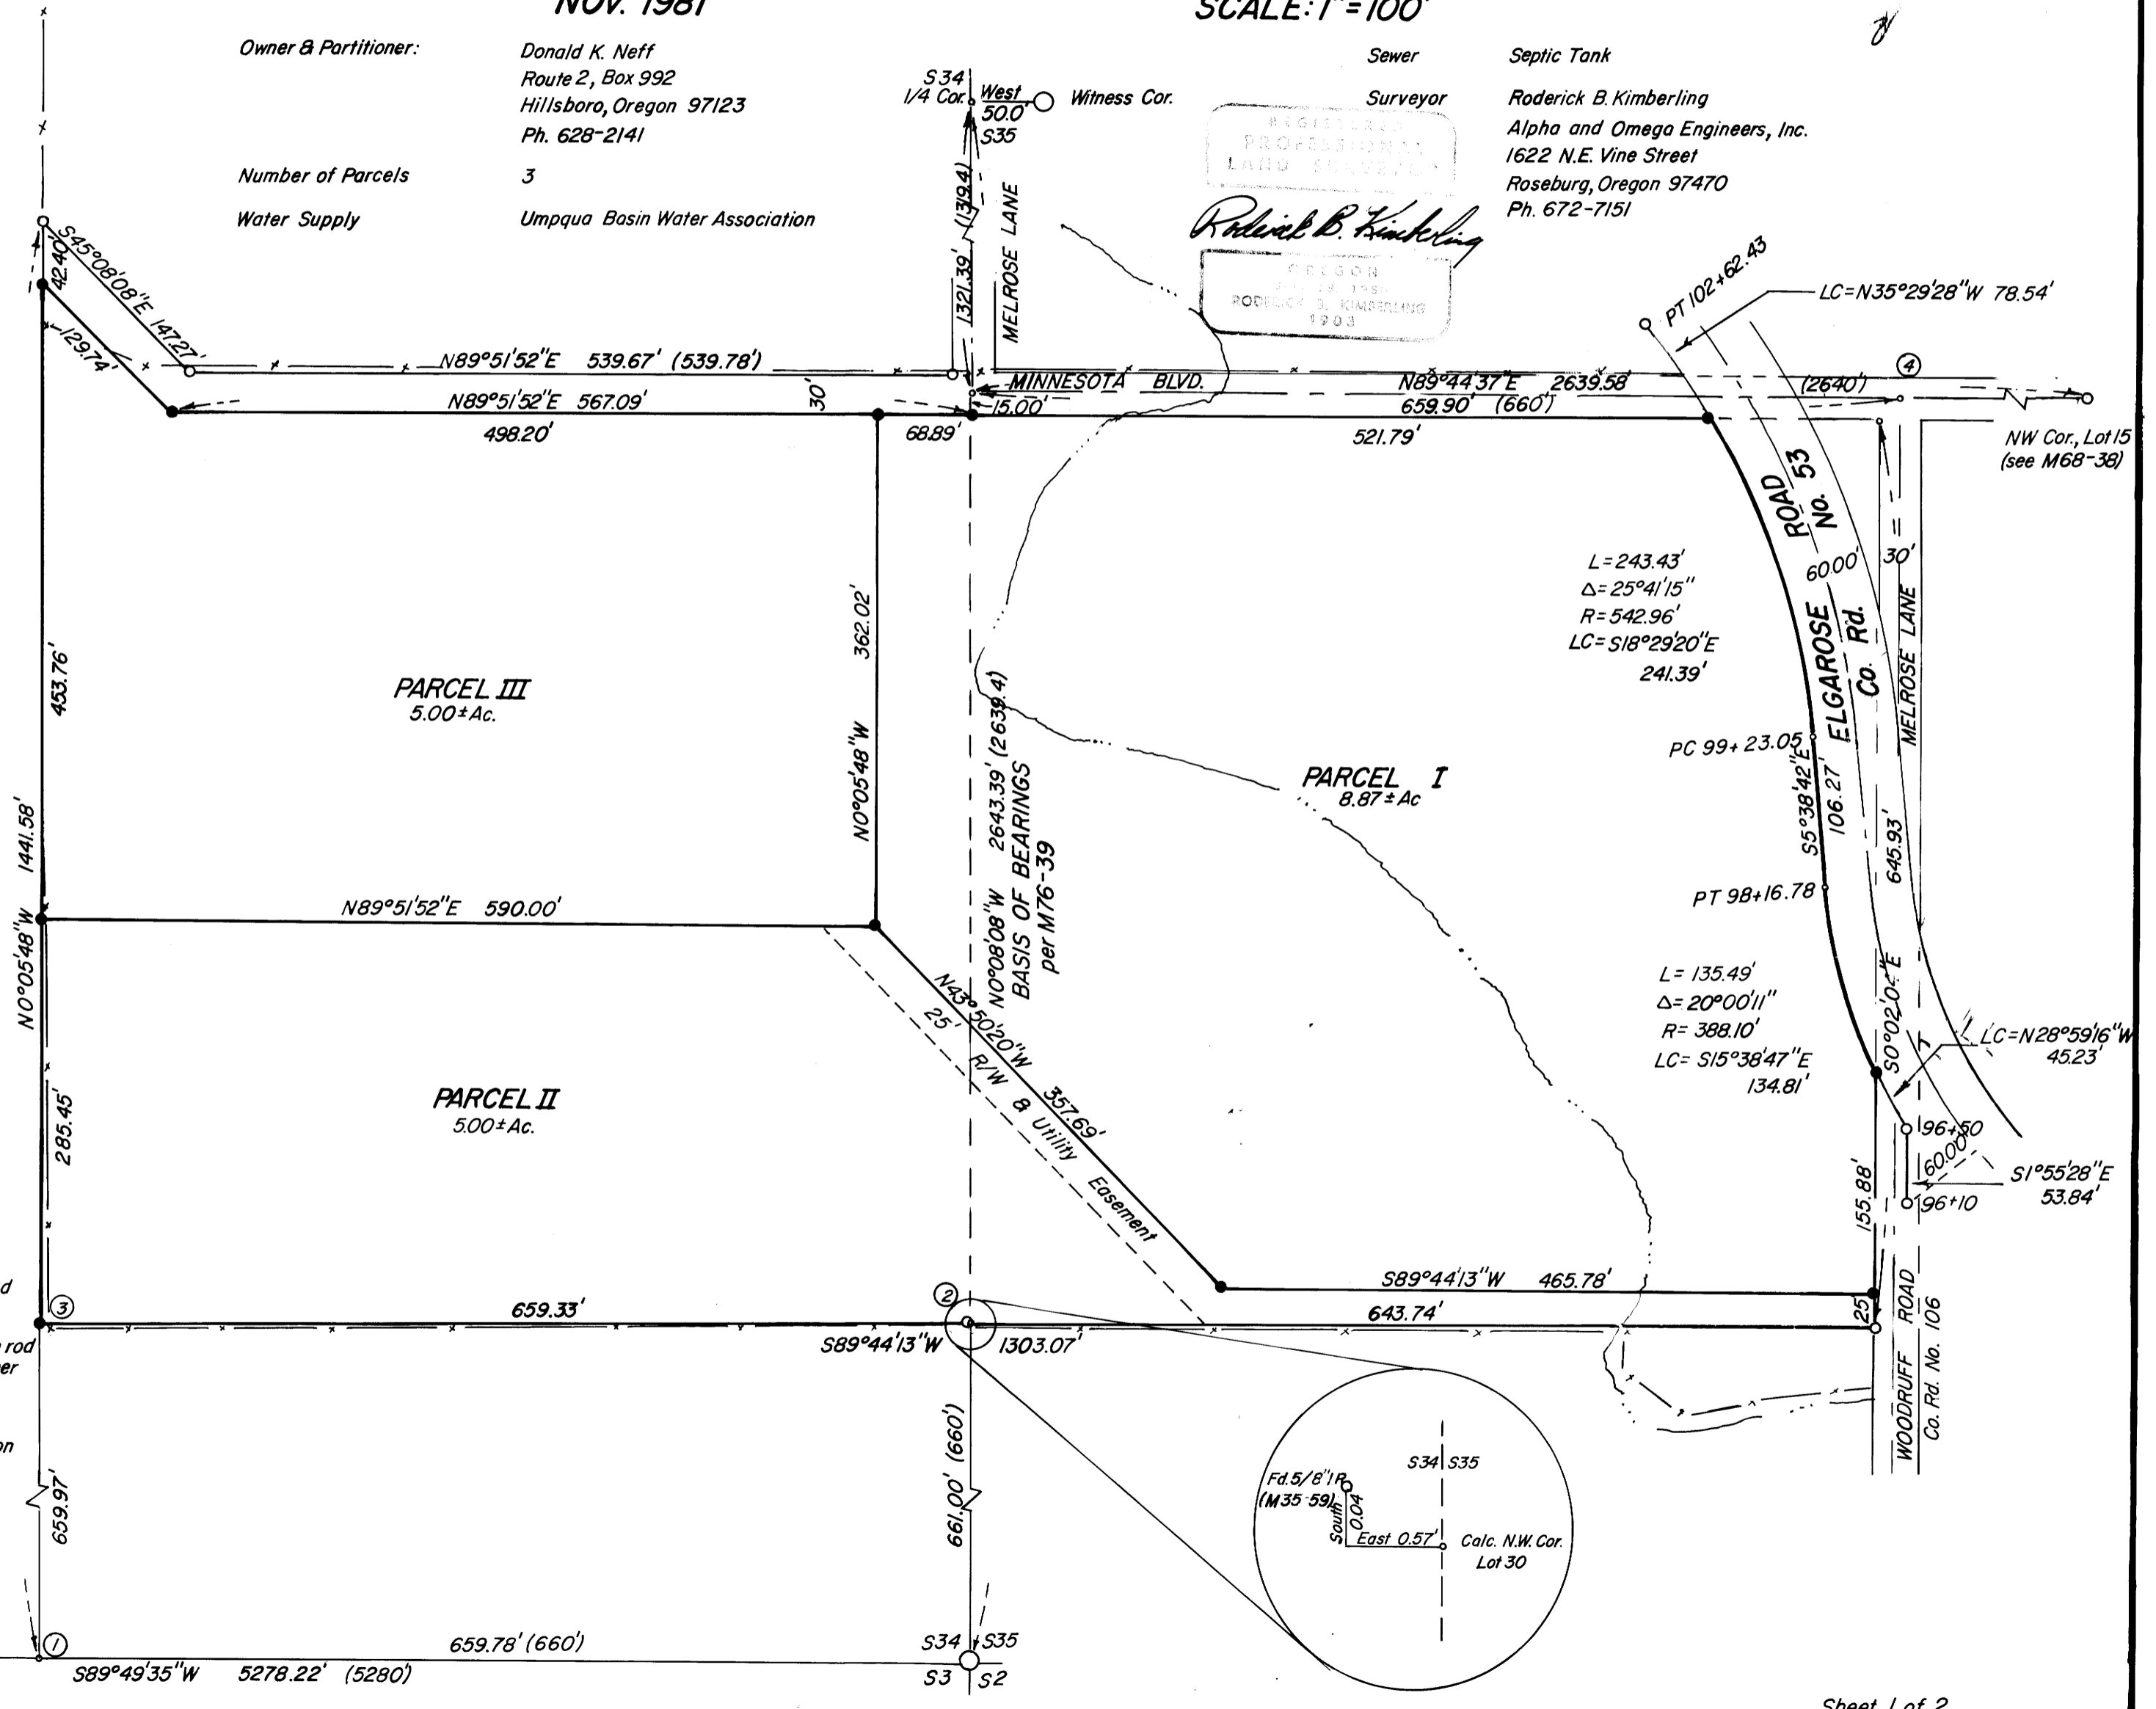 NOV. 1981
SCALE: 1"=100'
Owner & Partitioner:
Donald K. Neff
Route 2, Box 992
Hillsboro, Oregon 97123
Ph. 628-2141
Number of Parcels
3
Water Supply
Umpqua Basin Water Association
S34
1/4 Cor.
West
50.0'
S35
Witness Cor.
Sewer
Septic Tank
Surveyor
Roderick B. Kimberling
Alpha and Omega Engineers, Inc.
1622 N.E. Vine Street
Roseburg, Oregon 97470
Ph. 672-7151
REGISTERED
PROFESSIONAL
LAND SURVEYOR
Roderick B. Kimberling
OREGON
RODERICK B. KIMBERLING
1903
1321.39' (1319.4)
MELROSE LANE
S45°08'08"E 147.27'
42.40'
129.74'
N89°51'52"E 539.67' (539.78')
N89°51'52"E 567.09'
498.20'
30'
68.89'
15.00'
MINNESOTA BLVD.
N89°44'37"E 2639.58'
(2640')
659.90' (660')
521.79'
PT 102+62.43
LC=N35°29'28"W 78.54'
4
NW Cor., Lot 15
(see M68-38)
ELGAROSE ROAD
Co. Rd. No. 53
60.00'
30'
MELROSE LANE
L=243.43'
Δ=25°41'15"
R=542.96'
LC=S18°29'20"E
241.39'
453.76'
PARCEL III
5.00±Ac.
362.02'
N0°05'48"W
N0°08'08"W 2643.39' (2639.4)
BASIS OF BEARINGS
per M76-39
PARCEL I
8.87±Ac
PC 99+23.05
S5°38'42"E
106.27'
PT 98+16.78
645.93'
N0°05'48"W 141.58'
N89°51'52"E 590.00'
N43°50'20"W 357.69'
25' R/W & Utility Easement
L= 135.49'
Δ= 20°00'11"
R= 388.10'
LC= S15°38'47"E
134.81'
LC=N28°59'16"W
45.23'
PARCEL II
5.00±Ac.
285.45'
96+50
60.00'
96+10
S1°55'28"E
53.84'
155.88'
S89°44'13"W 465.78'
25'
3
659.33'
2
643.74'
S89°44'13"W 1303.07'
rod
WOODRUFF ROAD
Co. Rd. No. 106
659.97'
661.00' (660')
S34 S35
Fd. 5/8" IR
(M35-59)
South
0.04
East 0.57'
Calc. N.W. Cor.
Lot 30
1
659.78' (660')
S34 S35
S89°49'35"W 5278.22' (5280')
S3 S2
Sheet 1 of 2